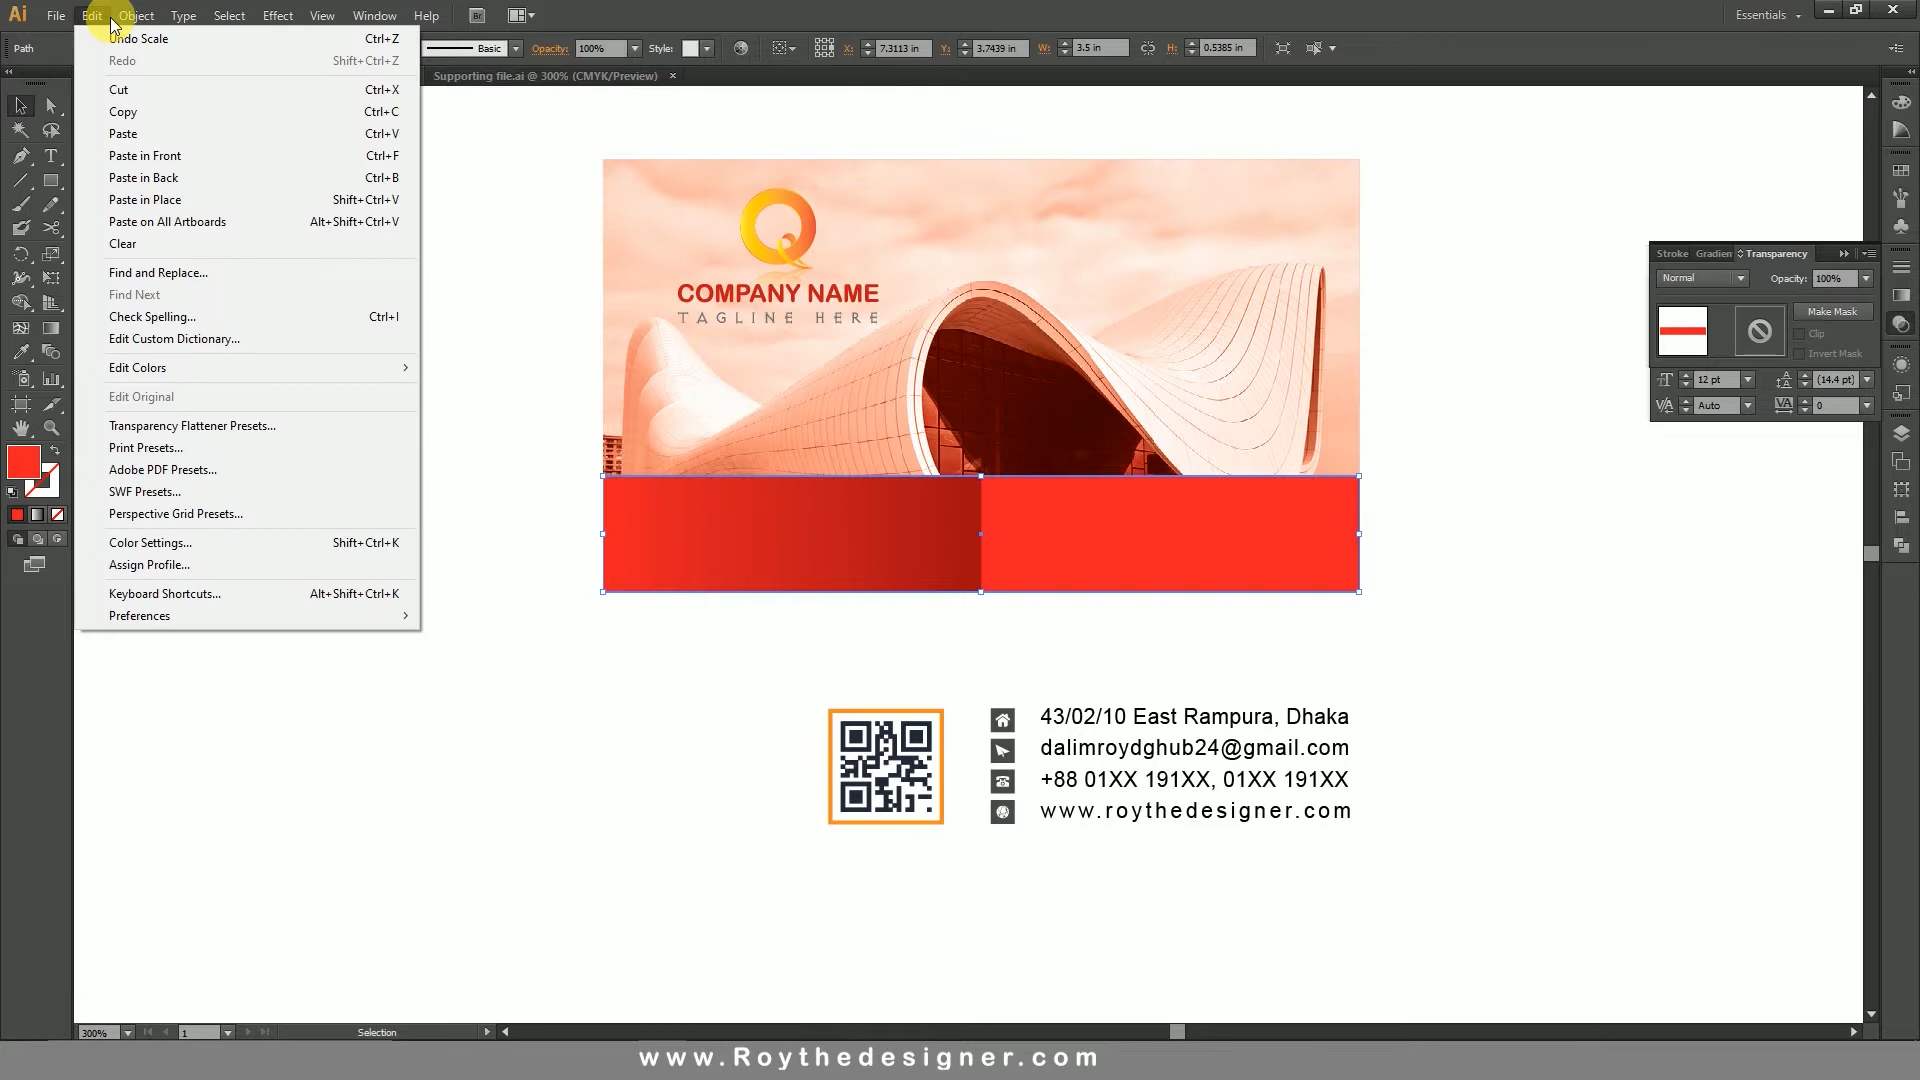 Ai File Edit Object Type Select Effect View Window Help Br Essentials
Path Basic Opacity: 100% Style: X: 7.3113 in Y: 3.7439 in W: 3.5 in H: 0.5385 in
Supporting file.ai @ 300% (CMYK/Preview) ×
Undo Scale Ctrl+Z
Redo Shift+Ctrl+Z
Cut Ctrl+X
Copy Ctrl+C
Paste Ctrl+V
Paste in Front Ctrl+F
Paste in Back Ctrl+B
Paste in Place Shift+Ctrl+V
Paste on All Artboards Alt+Shift+Ctrl+V
Clear
Find and Replace...
Find Next
Check Spelling... Ctrl+I
Edit Custom Dictionary...
Edit Colors
Edit Original
Transparency Flattener Presets...
Print Presets...
Adobe PDF Presets...
SWF Presets...
Perspective Grid Presets...
Color Settings... Shift+Ctrl+K
Assign Profile...
Keyboard Shortcuts... Alt+Shift+Ctrl+K
Preferences
COMPANY NAME
TAGLINE HERE
Stroke Gradien Transparency
Normal Opacity: 100%
Make Mask
Clip
Invert Mask
12 pt (14.4 pt)
Auto 0
43/02/10 East Rampura, Dhaka
dalimroydghub24@gmail.com
+88 01XX 191XX, 01XX 191XX
www.roythedesigner.com
300% 1 Selection
www.Roythedesigner.com